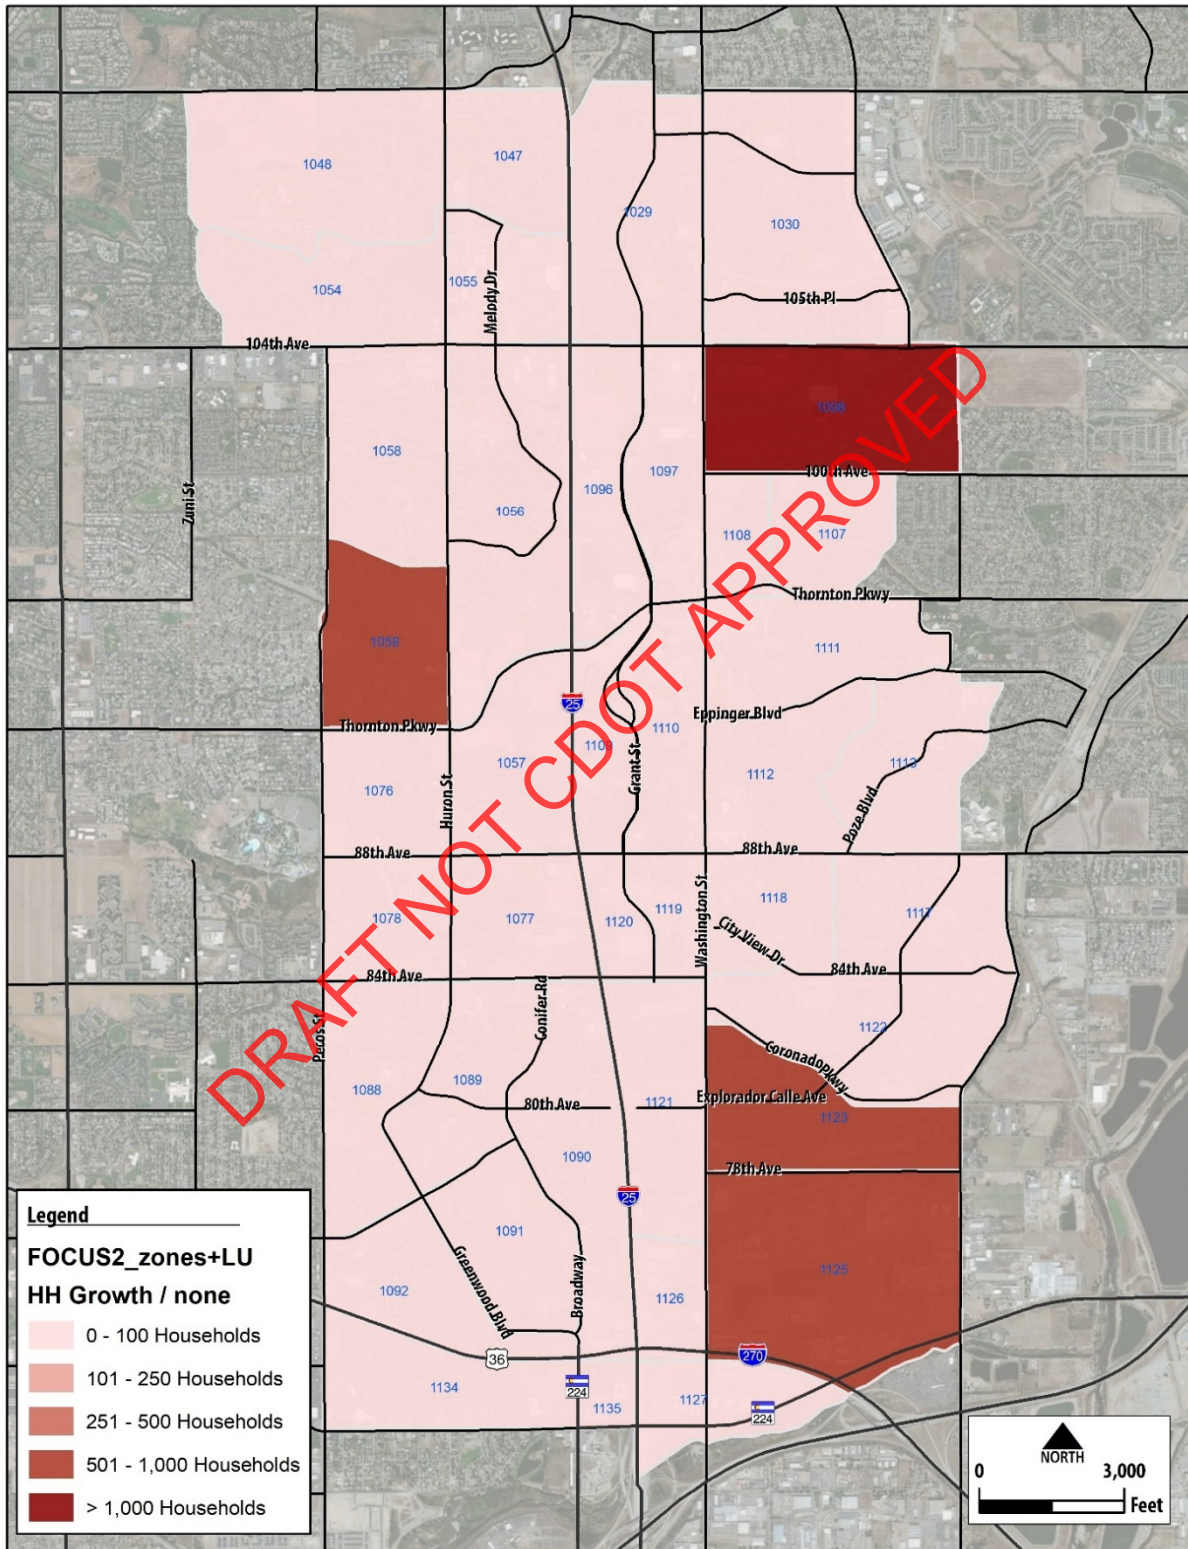 1048
1047
1029
1030
1054
1055
Melody Dr
105th Pl
104th Ave
1098
1058
1097
100th Ave
Zuni St
1096
1056
1108
1107
Thornton Pkwy
1059
1111
25
Eppinger Blvd
Thornton Pkwy
1110
1109
1057
Grant St
1112
1113
1076
Huron St
Poze Blvd
88th Ave
88th Ave
1078
1077
1120
1119
Washington St
1118
1117
City View Dr
84th Ave
84th Ave
Conifer Rd
Pecos St
1122
Coronado Pkwy
1088
1089
80th Ave
1121
Explorador Calle Ave
1123
1090
78th Ave
25
1091
Greenwood Blvd
1092
Broadway
1125
1126
36
270
1134
224
1135
1127
224
DRAFT NOT CDOT APPROVED
Legend
FOCUS2_zones+LU
HH Growth / none
0 - 100 Households
101 - 250 Households
251 - 500 Households
501 - 1,000 Households
> 1,000 Households
NORTH
0 3,000
Feet